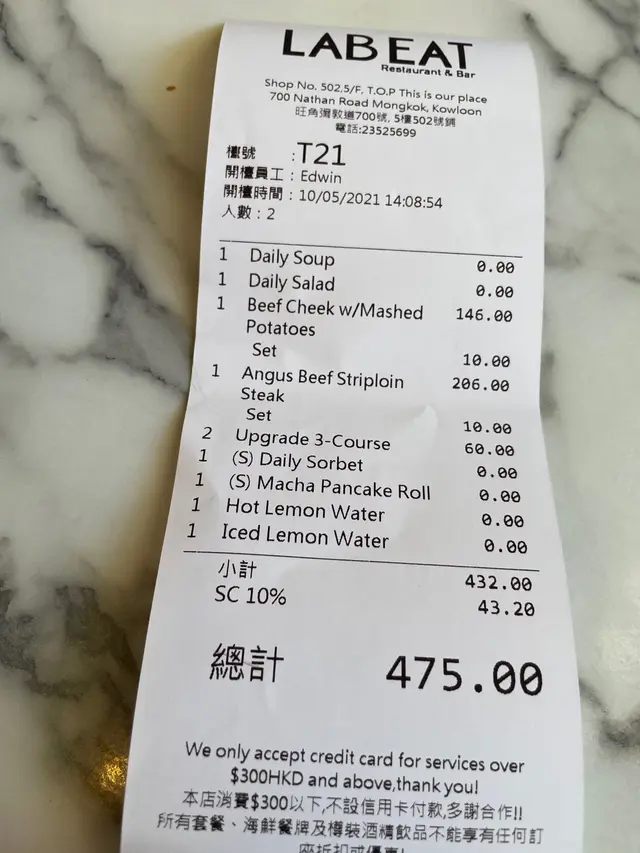 LAB EAT
Restaurant & Bar
Shop No. 502,5/F, T.O.P This is our place
700 Nathan Road Mongkok, Kowloon
旺角彌敦道700號, 5樓502號鋪
電話:23525699
檯號 :T21
開檯員工 : Edwin
開檯時間 : 10/05/2021 14:08:54
人數 : 2
1 Daily Soup 0.00
1 Daily Salad 0.00
1 Beef Cheek w/Mashed 146.00
Potatoes
Set 10.00
1 Angus Beef Striploin 206.00
Steak
Set 10.00
2 Upgrade 3-Course 60.00
1 (S) Daily Sorbet 0.00
1 (S) Macha Pancake Roll 0.00
1 Hot Lemon Water 0.00
1 Iced Lemon Water 0.00
小計 432.00
SC 10% 43.20
總計 475.00
We only accept credit card for services over
$300HKD and above,thank you!
本店消費$300以下,不設信用卡付款,多謝合作!!
所有套餐、海鮮餐牌及樽裝酒精飲品不能享有任何訂
座折扣或優惠!